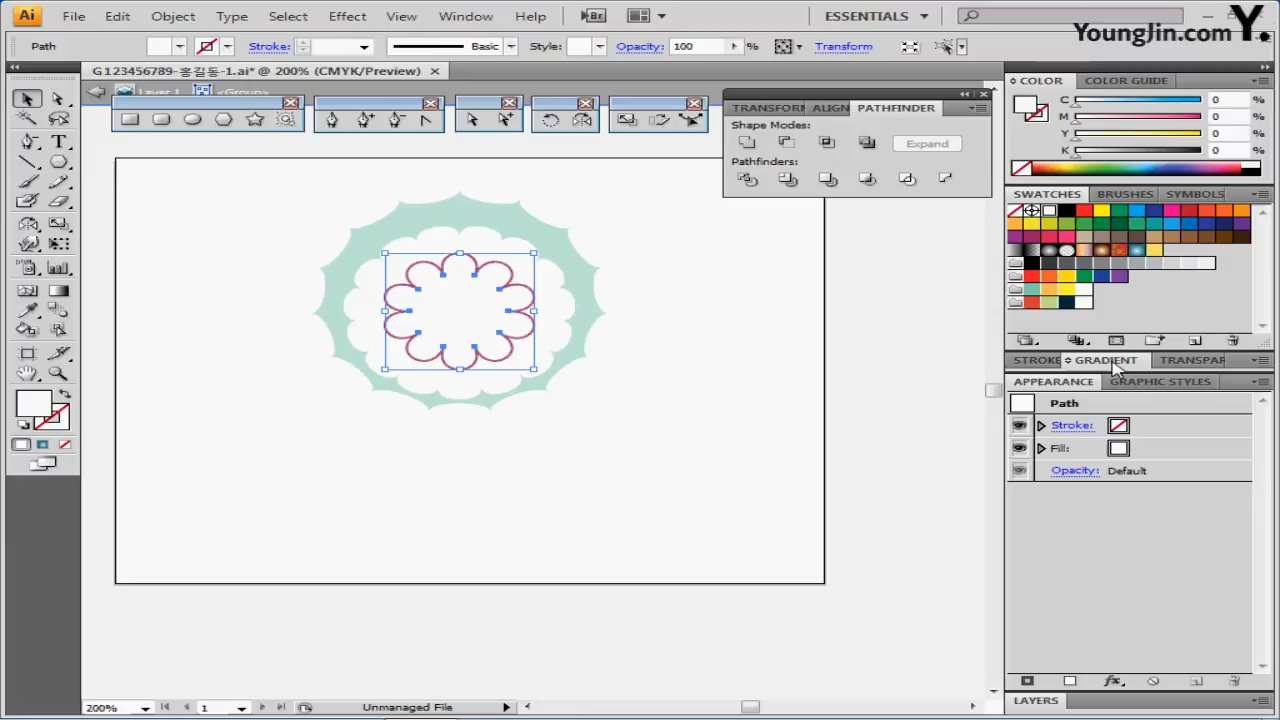 Ai File Edit Object Type Select Effect View Window Help Br ESSENTIALS
YoungJin.com Y.
Path Stroke: Basic Style: Opacity: 100 % Transform
G123456789-홍길동-1.ai* @ 200% (CMYK/Preview)
Layer 1 <Group>
TRANSFORM ALIGN PATHFINDER
Shape Modes:
Expand
Pathfinders:
COLOR COLOR GUIDE
C 0 %
M 0 %
Y 0 %
K 0 %
SWATCHES BRUSHES SYMBOLS
STROKE GRADIENT TRANSPAR
APPEARANCE GRAPHIC STYLES
Path
Stroke:
Fill:
Opacity: Default
LAYERS
200% 1 Unmanaged File